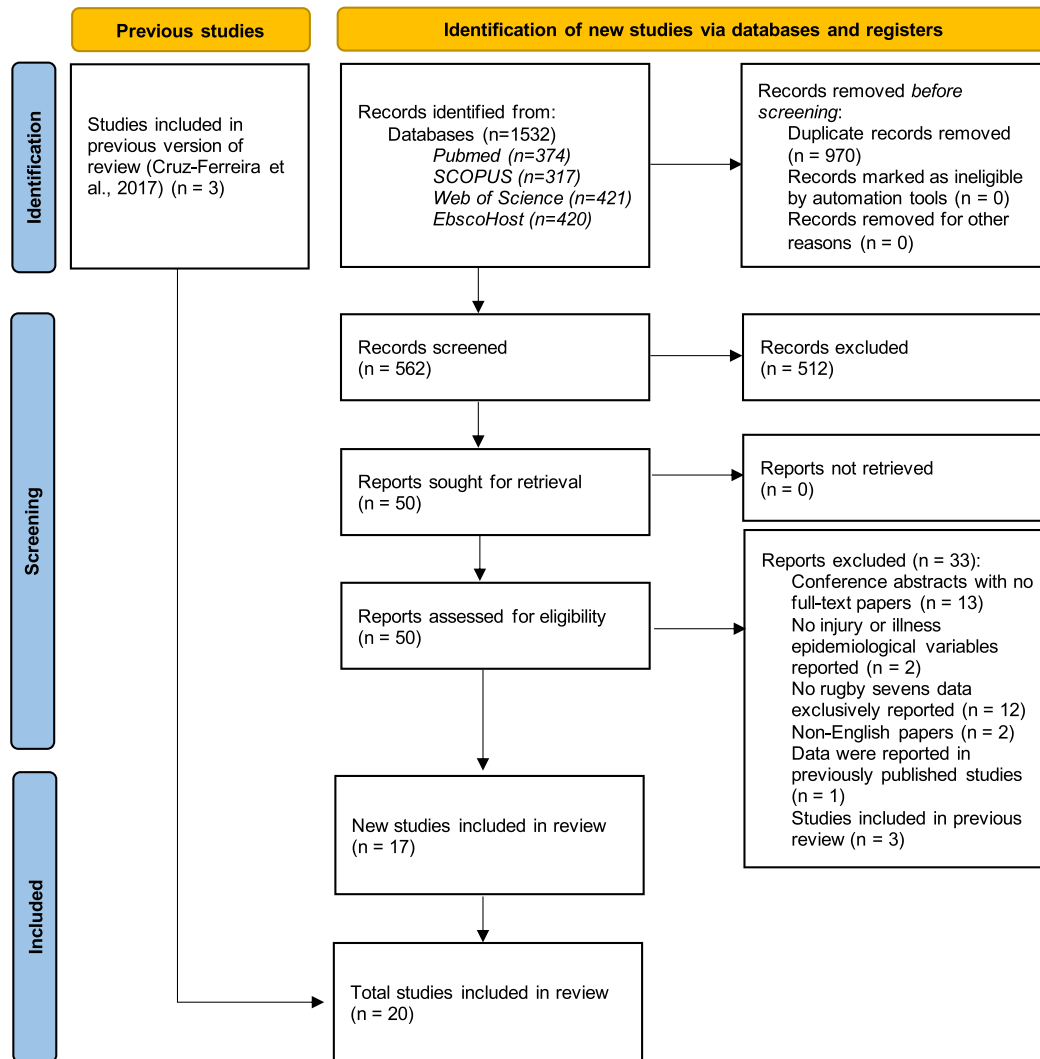 Previous studies
Identification of new studies via databases and registers
Identification
Studies included in
previous version of
review (Cruz-Ferreira et
al., 2017) (n = 3)
Records identified from:
Databases (n=1532)
Pubmed (n=374)
SCOPUS (n=317)
Web of Science (n=421)
EbscoHost (n=420)
Records removed before
screening:
Duplicate records removed
(n = 970)
Records marked as ineligible
by automation tools (n = 0)
Records removed for other
reasons (n = 0)
Screening
Records screened
(n = 562)
Records excluded
(n = 512)
Reports sought for retrieval
(n = 50)
Reports not retrieved
(n = 0)
Reports assessed for eligibility
(n = 50)
Reports excluded (n = 33):
Conference abstracts with no
full-text papers (n = 13)
No injury or illness
epidemiological variables
reported (n = 2)
No rugby sevens data
exclusively reported (n = 12)
Non-English papers (n = 2)
Data were reported in
previously published studies
(n = 1)
Studies included in previous
review (n = 3)
Included
New studies included in review
(n = 17)
Total studies included in review
(n = 20)